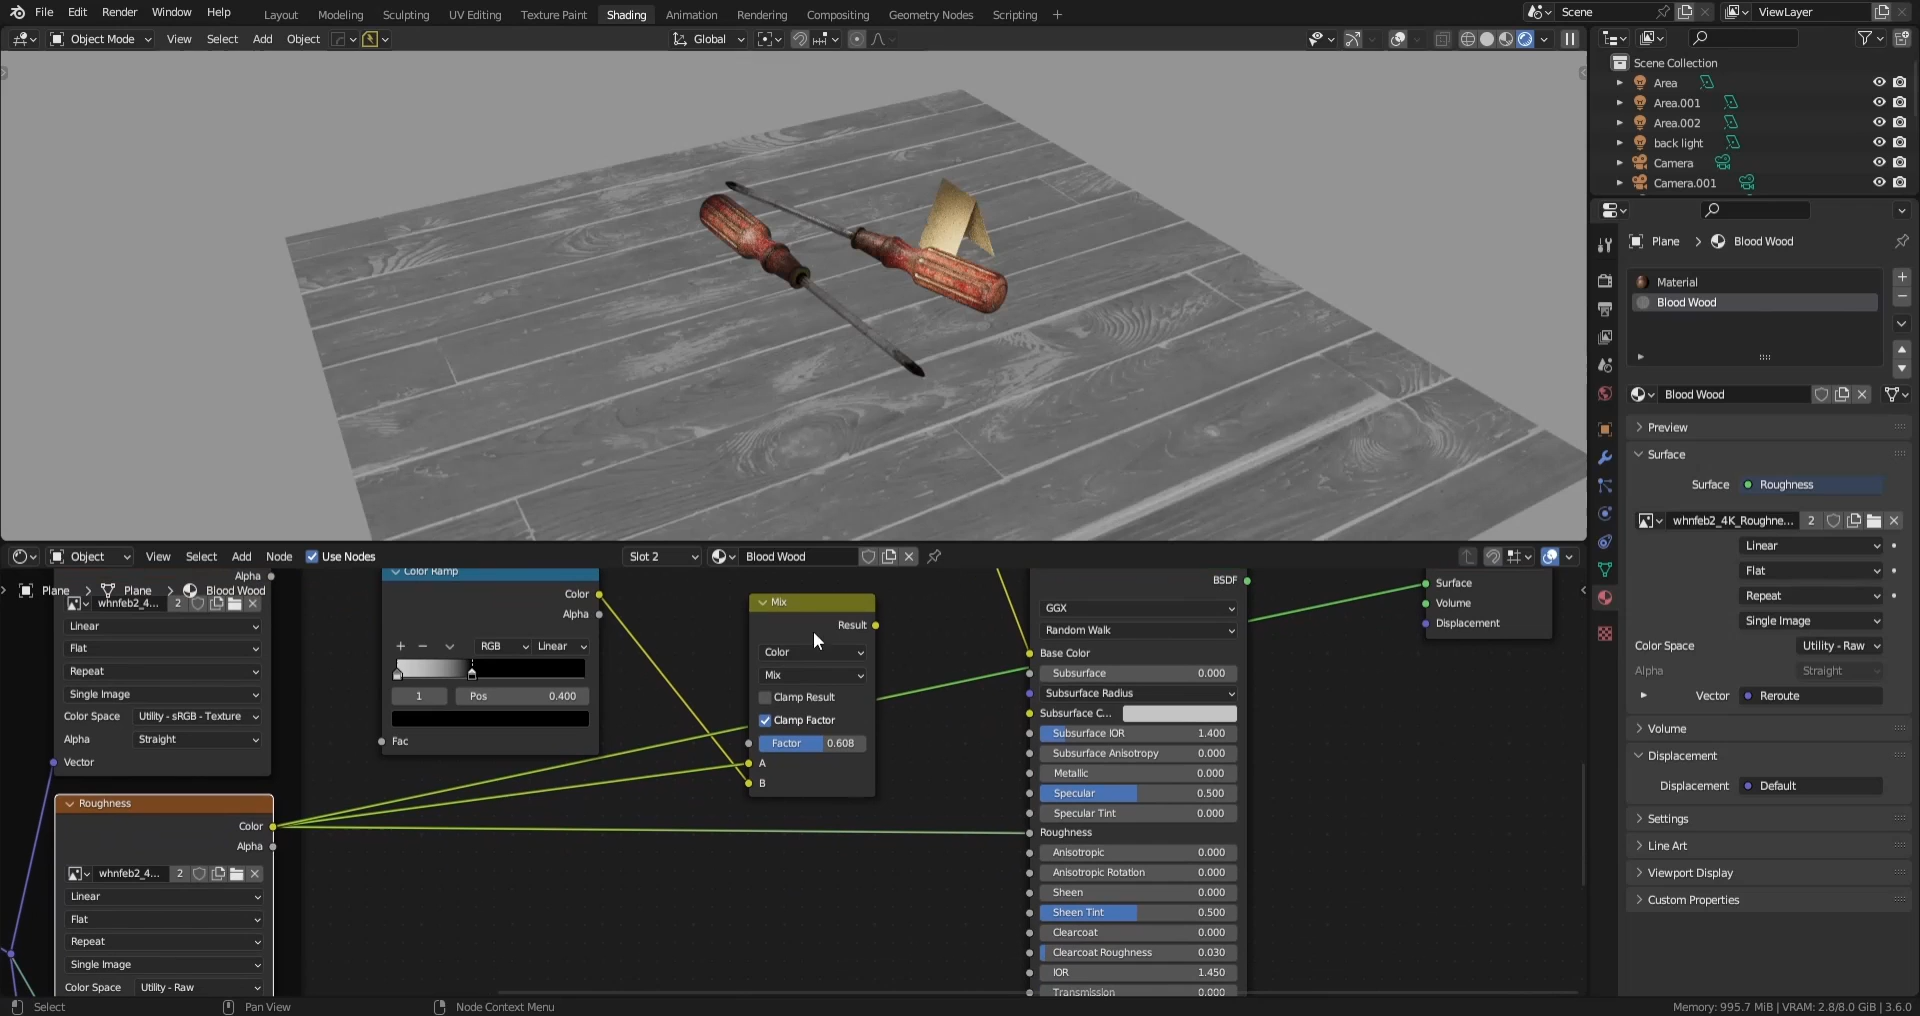 File Edit Render Window Help Layout Modeling Sculpting UV Editing Texture Paint Shading Animation Rendering Compositing Geometry Nodes Scripting + Scene ViewLayer
Object Mode View Select Add Object Global
Scene Collection
Area
Area.001
Area.002
back light
Camera
Camera.001
Plane > Blood Wood
Material
Blood Wood
Blood Wood
Preview
Surface
Surface Roughness
whnfeb2_4K_Roughne... 2
Linear
Flat
Repeat
Single Image
Color Space Utility - Raw
Alpha Straight
Vector Reroute
Volume
Displacement
Displacement Default
Settings
Line Art
Viewport Display
Custom Properties
Object View Select Add Node Use Nodes Slot 2 Blood Wood
Alpha
Plane > Plane > Blood Wood
whnfeb2_4... 2
Linear
Flat
Repeat
Single Image
Color Space Utility - sRGB - Texture
Alpha Straight
Vector
Roughness
Color
Alpha
whnfeb2_4... 2
Linear
Flat
Repeat
Single Image
Color Space Utility - Raw
Color Ramp
Color
Alpha
RGB Linear
1 Pos 0.400
Fac
Mix
Result
Color
Mix
Clamp Result
Clamp Factor
Factor 0.608
A
B
BSDF
GGX
Random Walk
Base Color
Subsurface 0.000
Subsurface Radius
Subsurface C...
Subsurface IOR 1.400
Subsurface Anisotropy 0.000
Metallic 0.000
Specular 0.500
Specular Tint 0.000
Roughness
Anisotropic 0.000
Anisotropic Rotation 0.000
Sheen 0.000
Sheen Tint 0.500
Clearcoat 0.000
Clearcoat Roughness 0.030
IOR 1.450
Transmission 0.000
Surface
Volume
Displacement
Select Pan View Node Context Menu Memory: 995.7 MiB | VRAM: 2.8/8.0 GiB | 3.6.0